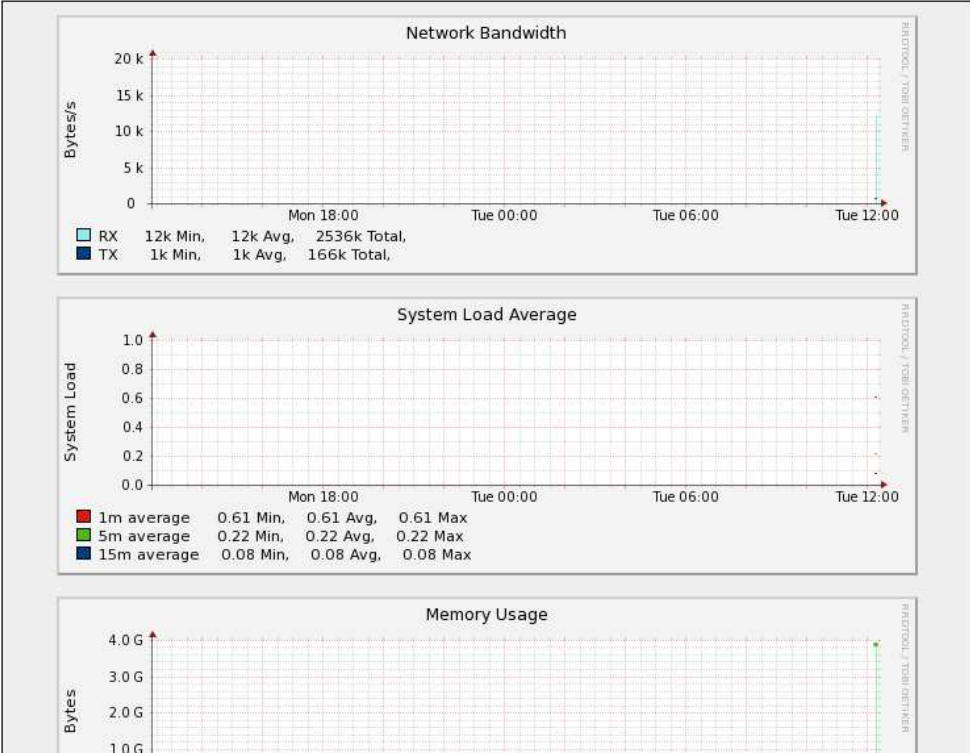 Network Bandwidth
RRDTOOL / TOBI OETIKER
Bytes/s
20 k
15 k
10 k
5 k
0
Mon 18:00 Tue 00:00 Tue 06:00 Tue 12:00
RX 12k Min, 12k Avg, 2536k Total,
TX 1k Min, 1k Avg, 166k Total,
System Load Average
RRDTOOL / TOBI OETIKER
System Load
1.0
0.8
0.6
0.4
0.2
0.0
Mon 18:00 Tue 00:00 Tue 06:00 Tue 12:00
1m average 0.61 Min, 0.61 Avg, 0.61 Max
5m average 0.22 Min, 0.22 Avg, 0.22 Max
15m average 0.08 Min, 0.08 Avg, 0.08 Max
Memory Usage
RRDTOOL / TOBI OETIKER
Bytes
4.0 G
3.0 G
2.0 G
1.0 G